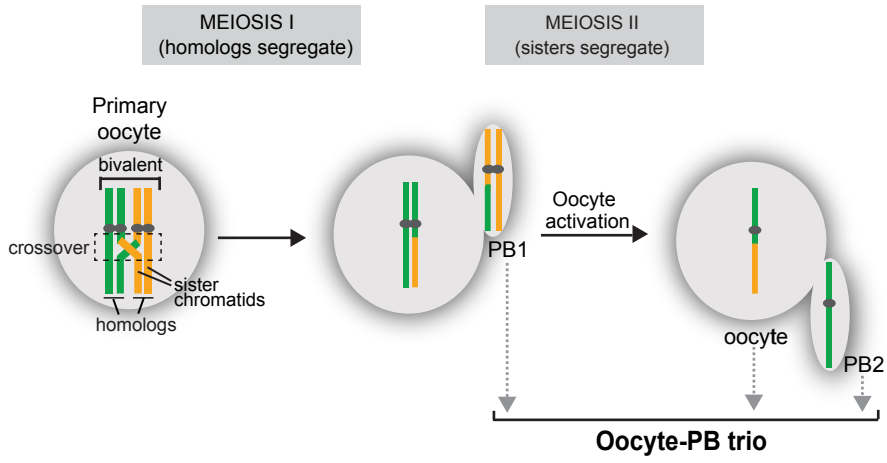 MEIOSIS I
(homologs segregate)
MEIOSIS II
(sisters segregate)
Primary
oocyte
bivalent
crossover
sister
chromatids
homologs
PB1
Oocyte
activation
oocyte
PB2
Oocyte-PB trio